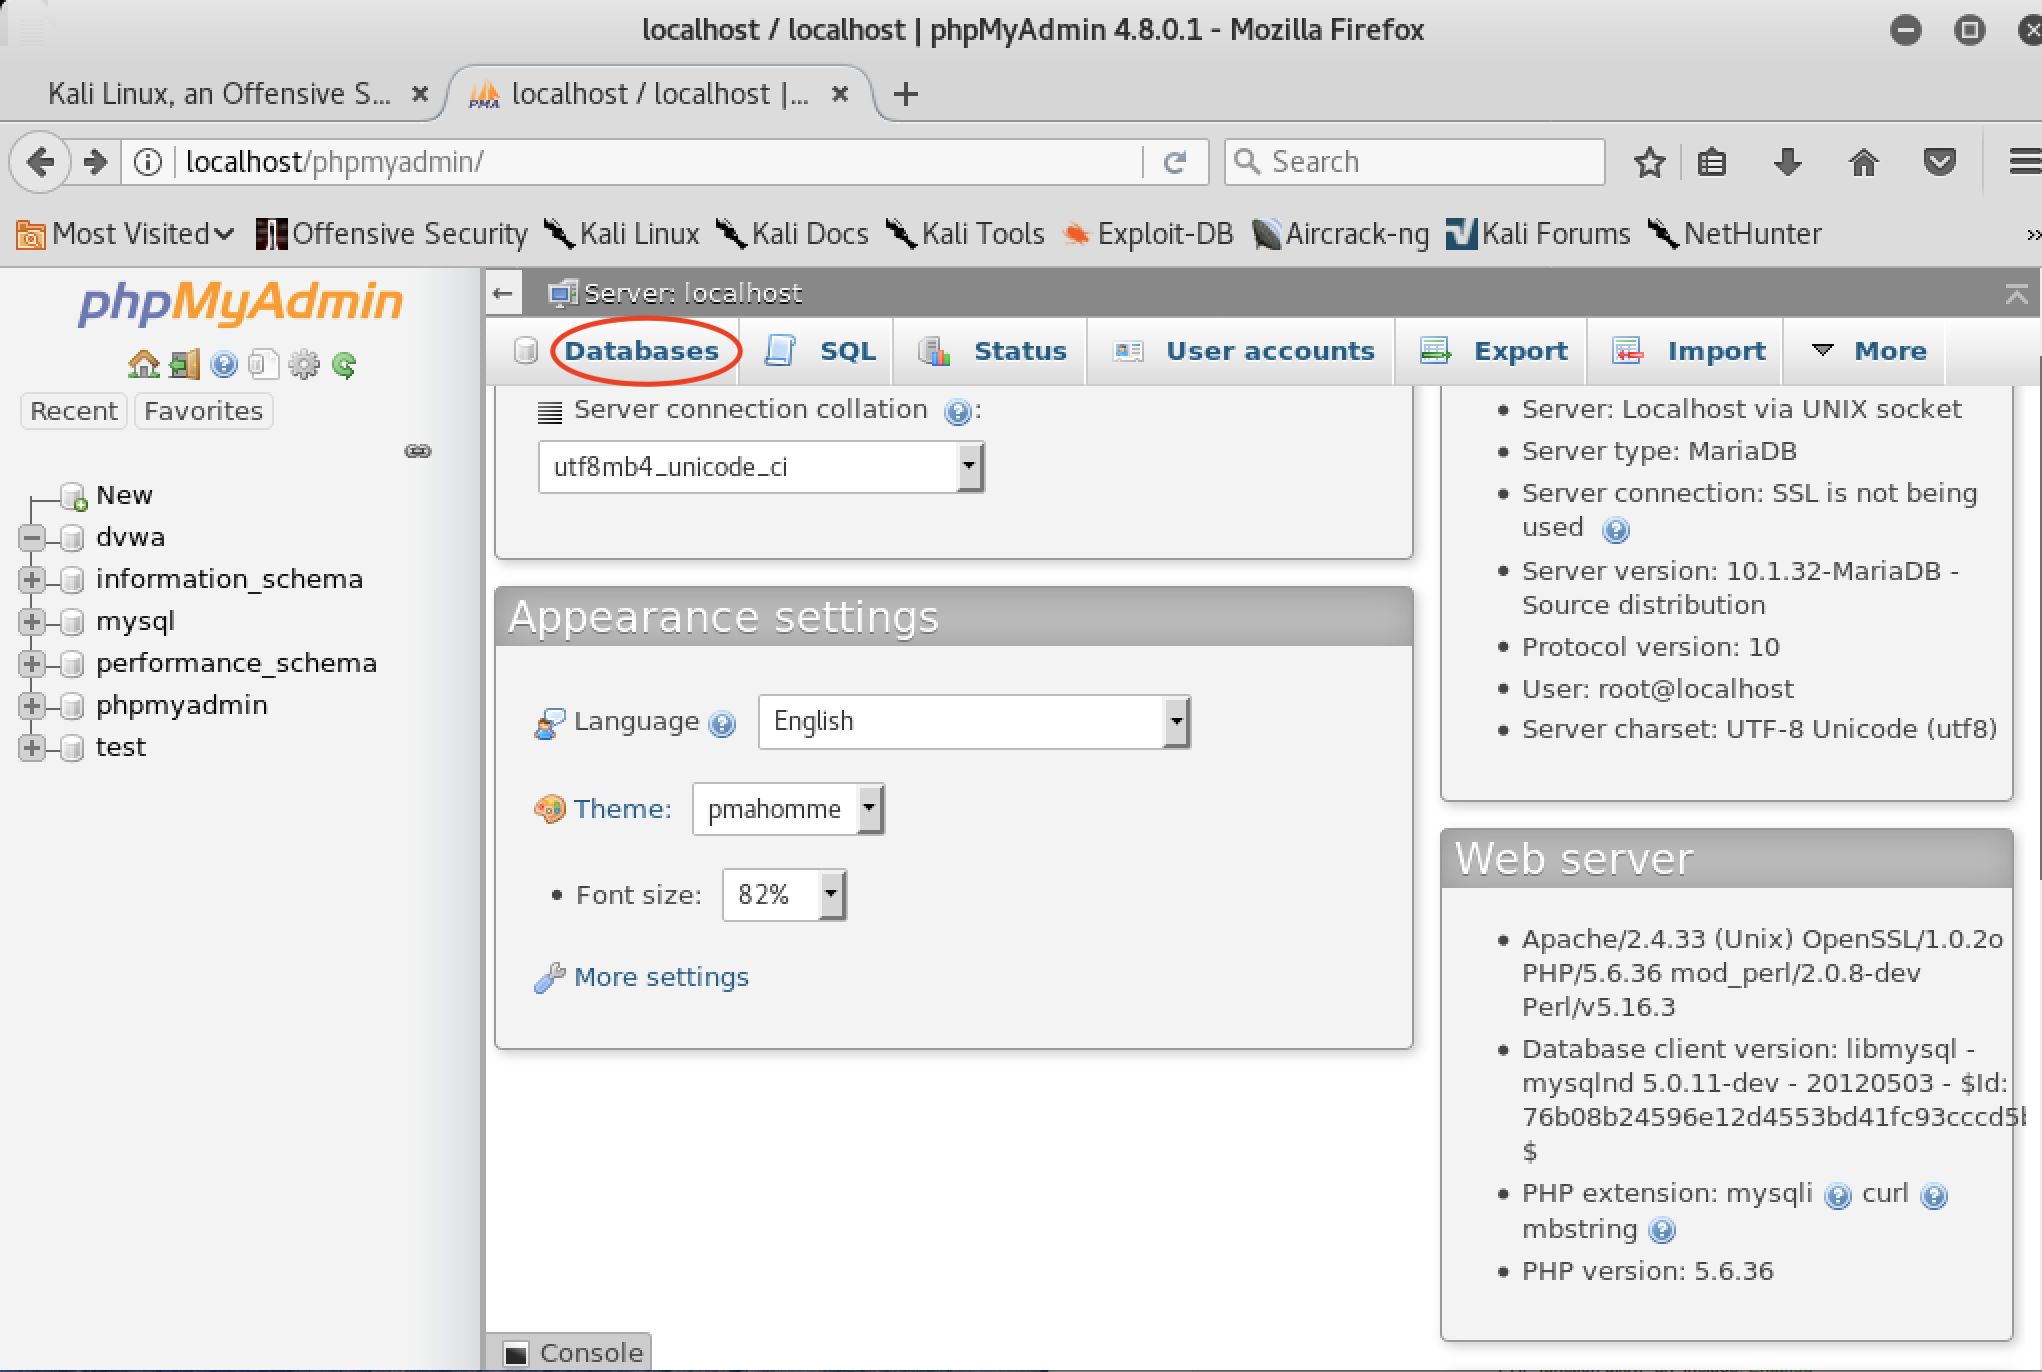 localhost / localhost | phpMyAdmin 4.8.0.1 - Mozilla Firefox
Kali Linux, an Offensive S...
PMA localhost / localhost |...
localhost/phpmyadmin/
Search
Most Visited Offensive Security Kali Linux Kali Docs Kali Tools Exploit-DB Aircrack-ng Kali Forums NetHunter »
phpMyAdmin
Recent Favorites
New
dvwa
information_schema
mysql
performance_schema
phpmyadmin
test
Server: localhost
Databases SQL Status User accounts Export Import More
Server connection collation :
utf8mb4_unicode_ci
Appearance settings
Language English
Theme: pmahomme
• Font size: 82%
More settings
• Server: Localhost via UNIX socket
• Server type: MariaDB
• Server connection: SSL is not being
used
• Server version: 10.1.32-MariaDB -
Source distribution
• Protocol version: 10
• User: root@localhost
• Server charset: UTF-8 Unicode (utf8)
Web server
• Apache/2.4.33 (Unix) OpenSSL/1.0.2o
PHP/5.6.36 mod_perl/2.0.8-dev
Perl/v5.16.3
• Database client version: libmysql -
mysqlnd 5.0.11-dev - 20120503 - $Id:
76b08b24596e12d4553bd41fc93cccd5
$
• PHP extension: mysqli curl
mbstring
• PHP version: 5.6.36
Console